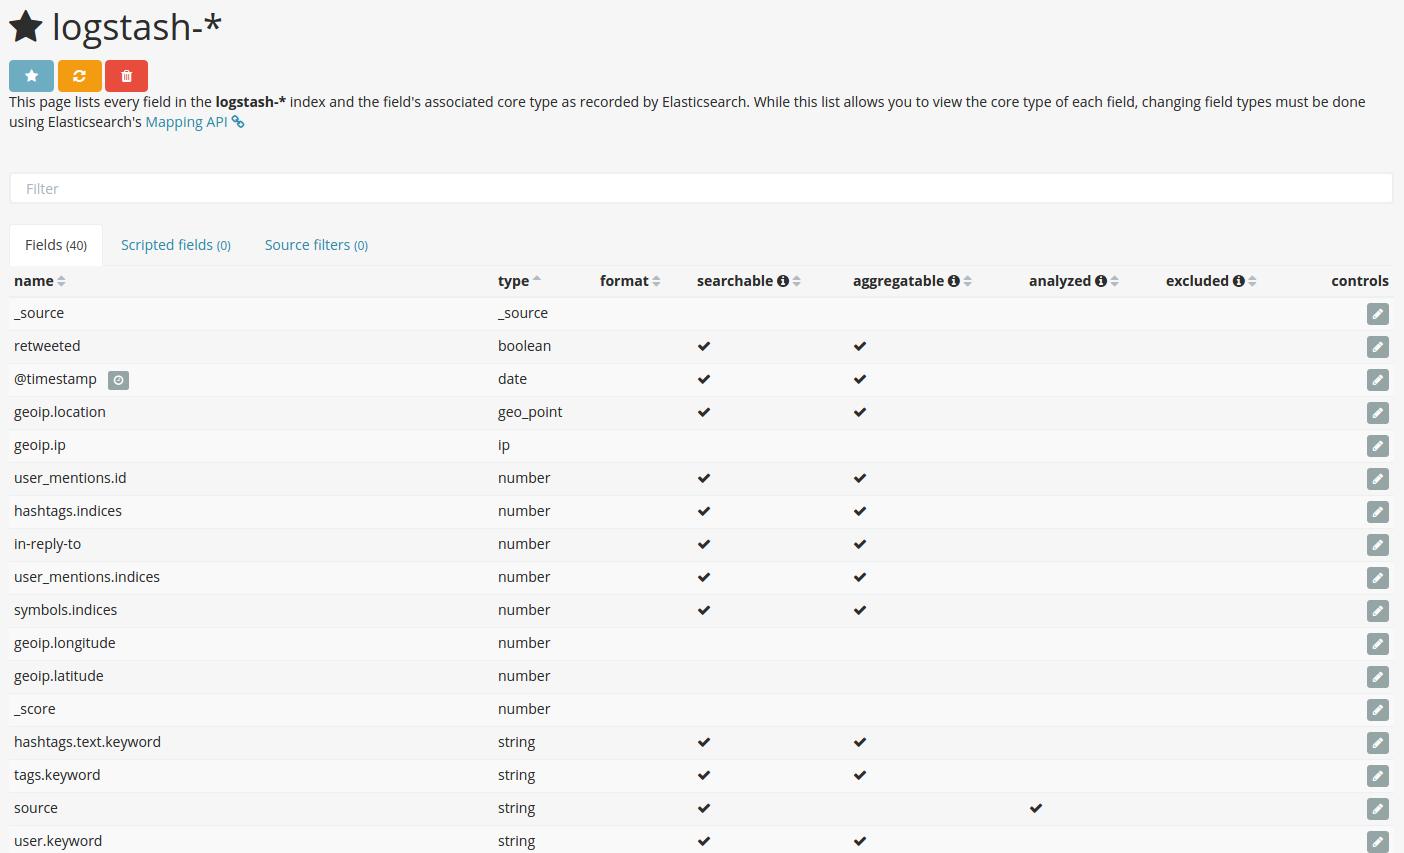 logstash-*
This page lists every field in the logstash-* index and the field's associated core type as recorded by Elasticsearch. While this list allows you to view the core type of each field, changing field types must be done
using Elasticsearch's Mapping API
Filter
Fields (40) Scripted fields (0) Source filters (0)
name type format searchable aggregatable analyzed excluded controls
_source _source
retweeted boolean
@timestamp date
geoip.location geo_point
geoip.ip ip
user_mentions.id number
hashtags.indices number
in-reply-to number
user_mentions.indices number
symbols.indices number
geoip.longitude number
geoip.latitude number
_score number
hashtags.text.keyword string
tags.keyword string
source string
user.keyword string